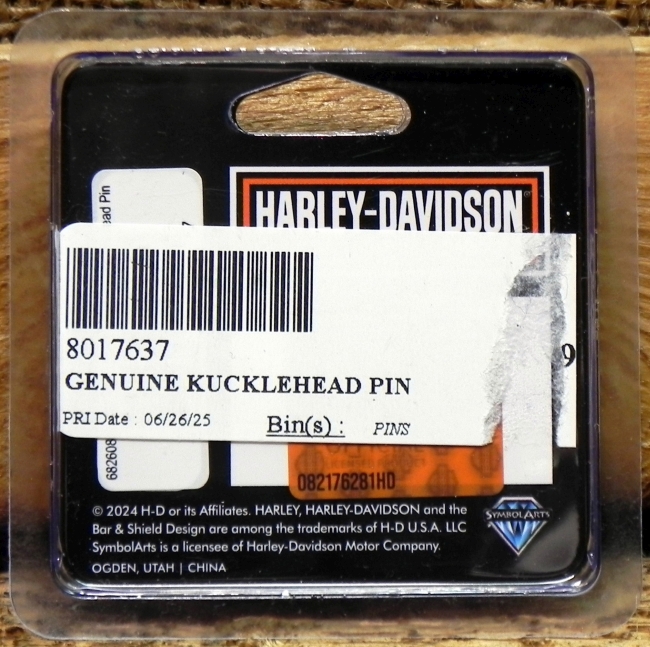 ead Pin
HARLEY-DAVIDSON
8017637
9
GENUINE KUCKLEHEAD PIN
PRI Date : 06/26/25 Bin(s) : PINS
682608
082176281HD
© 2024 H-D or its Affiliates. HARLEY, HARLEY-DAVIDSON and the
Bar & Shield Design are among the trademarks of H-D U.S.A. LLC
SymbolArts is a licensee of Harley-Davidson Motor Company.
OGDEN, UTAH | CHINA
SYMBOLARTS